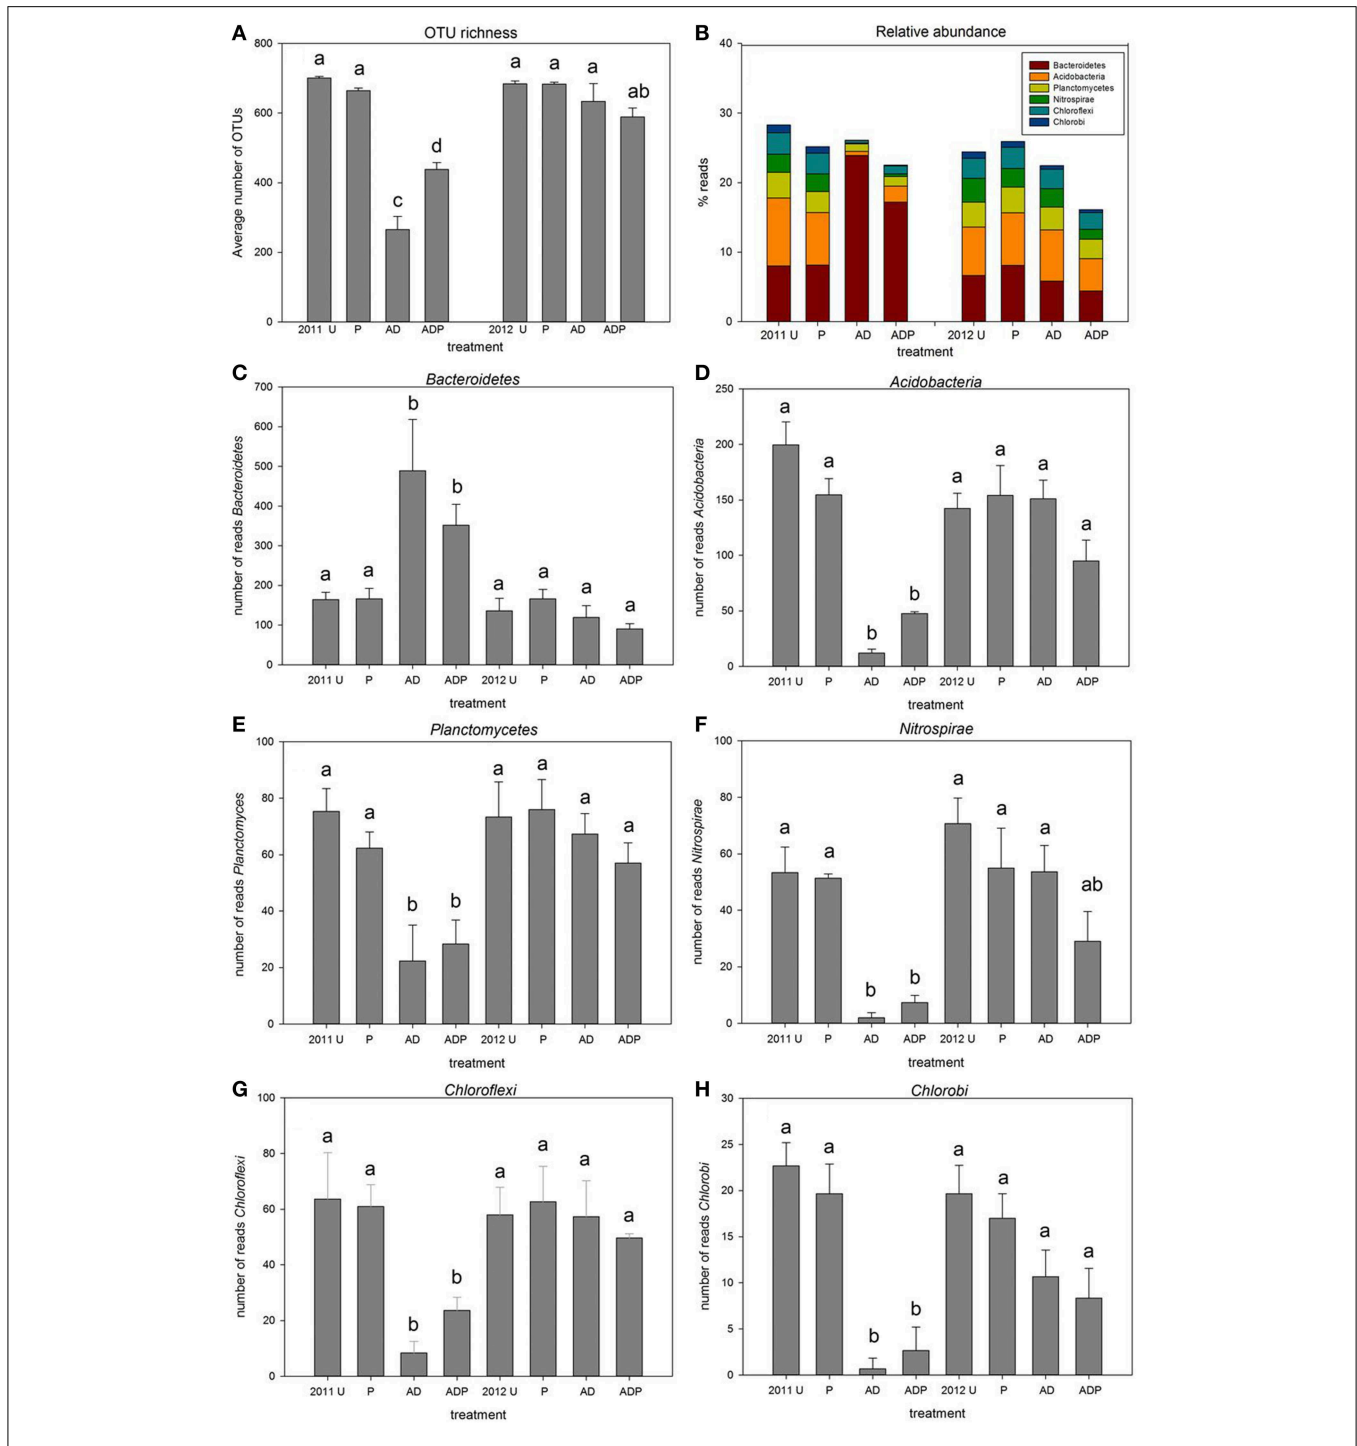 A
OTU richness
Average number of OTUs
800
600
400
200
0
a
a
c
d
a
a
a
ab
2011 U P AD ADP 2012 U P AD ADP
treatment
B
Relative abundance
% reads
40
30
20
10
0
Bacteroidetes
Acidobacteria
Planctomycetes
Nitrospirae
Chloroflexi
Chlorobi
2011 U P AD ADP 2012 U P AD ADP
treatment
C
Bacteroidetes
number of reads Bacteroidetes
700
600
500
400
300
200
100
0
a
a
b
b
a
a
a
a
2011 U P AD ADP 2012 U P AD ADP
treatment
D
Acidobacteria
number of reads Acidobacteria
250
200
150
100
50
0
a
a
b
b
a
a
a
a
2011 U P AD ADP 2012 U P AD ADP
treatment
E
Planctomycetes
number of reads Planctomyces
100
80
60
40
20
0
a
a
b
b
a
a
a
a
2011 U P AD ADP 2012 U P AD ADP
treatment
F
Nitrospirae
number of reads Nitrospirae
100
80
60
40
20
0
a
a
b
b
a
a
a
ab
2011 U P AD ADP 2012 U P AD ADP
treatment
G
Chloroflexi
number of reads Chloroflexi
100
80
60
40
20
0
a
a
b
b
a
a
a
a
2011 U P AD ADP 2012 U P AD ADP
treatment
H
Chlorobi
number of reads Chlorobi
30
25
20
15
10
5
0
a
a
b
b
a
a
a
a
2011 U P AD ADP 2012 U P AD ADP
treatment